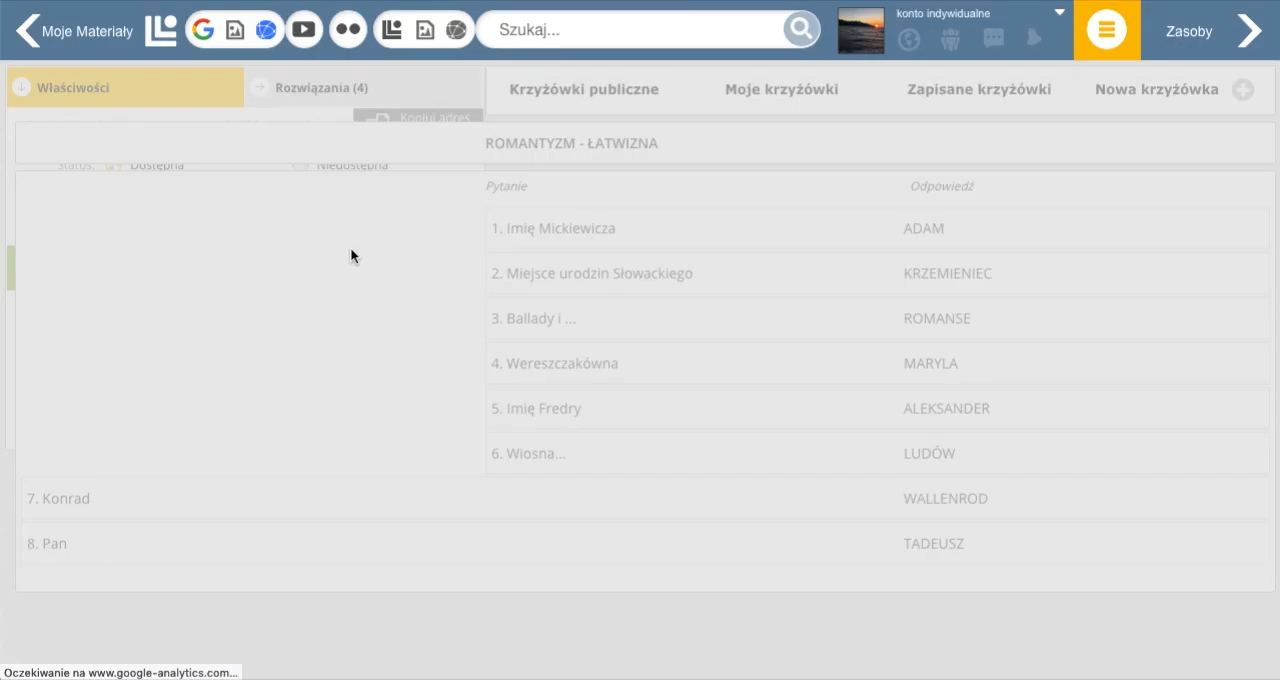 Moje Materiały
Szukaj...
konto indywidualne
Zasoby
Właściwości
Rozwiązania (4)
Krzyżówki publiczne
Moje krzyżówki
Zapisane krzyżówki
Nowa krzyżówka
Kopiuj adres
ROMANTYZM - ŁATWIZNA
Status: Dostępna Niedostępna
Pytanie Odpowiedź
1. Imię Mickiewicza ADAM
2. Miejsce urodzin Słowackiego KRZEMIENIEC
3. Ballady i ... ROMANSE
4. Wereszczakówna MARYLA
5. Imię Fredry ALEKSANDER
6. Wiosna... LUDÓW
7. Konrad WALLENROD
8. Pan TADEUSZ
Oczekiwanie na www.google-analytics.com...